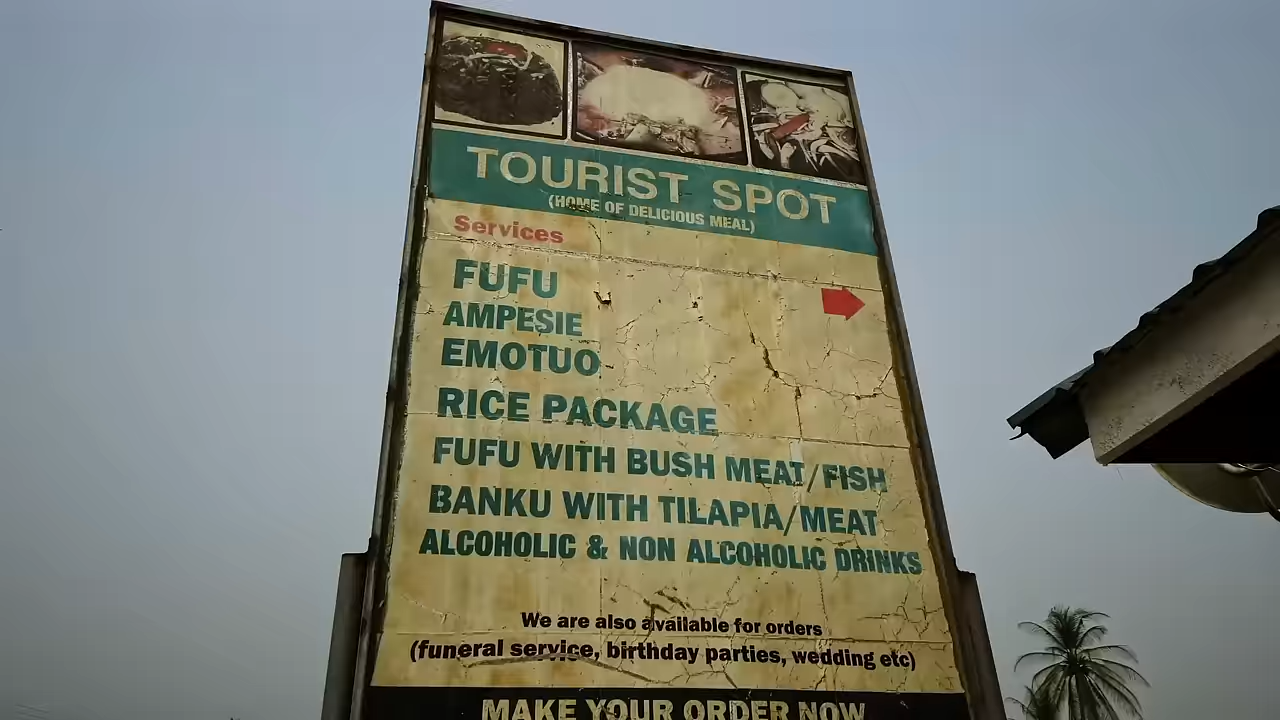 TOURIST SPOT
(HOME OF DELICIOUS MEAL)
Services
FUFU
AMPESIE
EMOTUO
RICE PACKAGE
FUFU WITH BUSH MEAT/FISH
BANKU WITH TILAPIA/MEAT
ALCOHOLIC & NON ALCOHOLIC DRINKS
We are also available for orders
(funeral service, birthday parties, wedding etc)
MAKE YOUR ORDER NOW